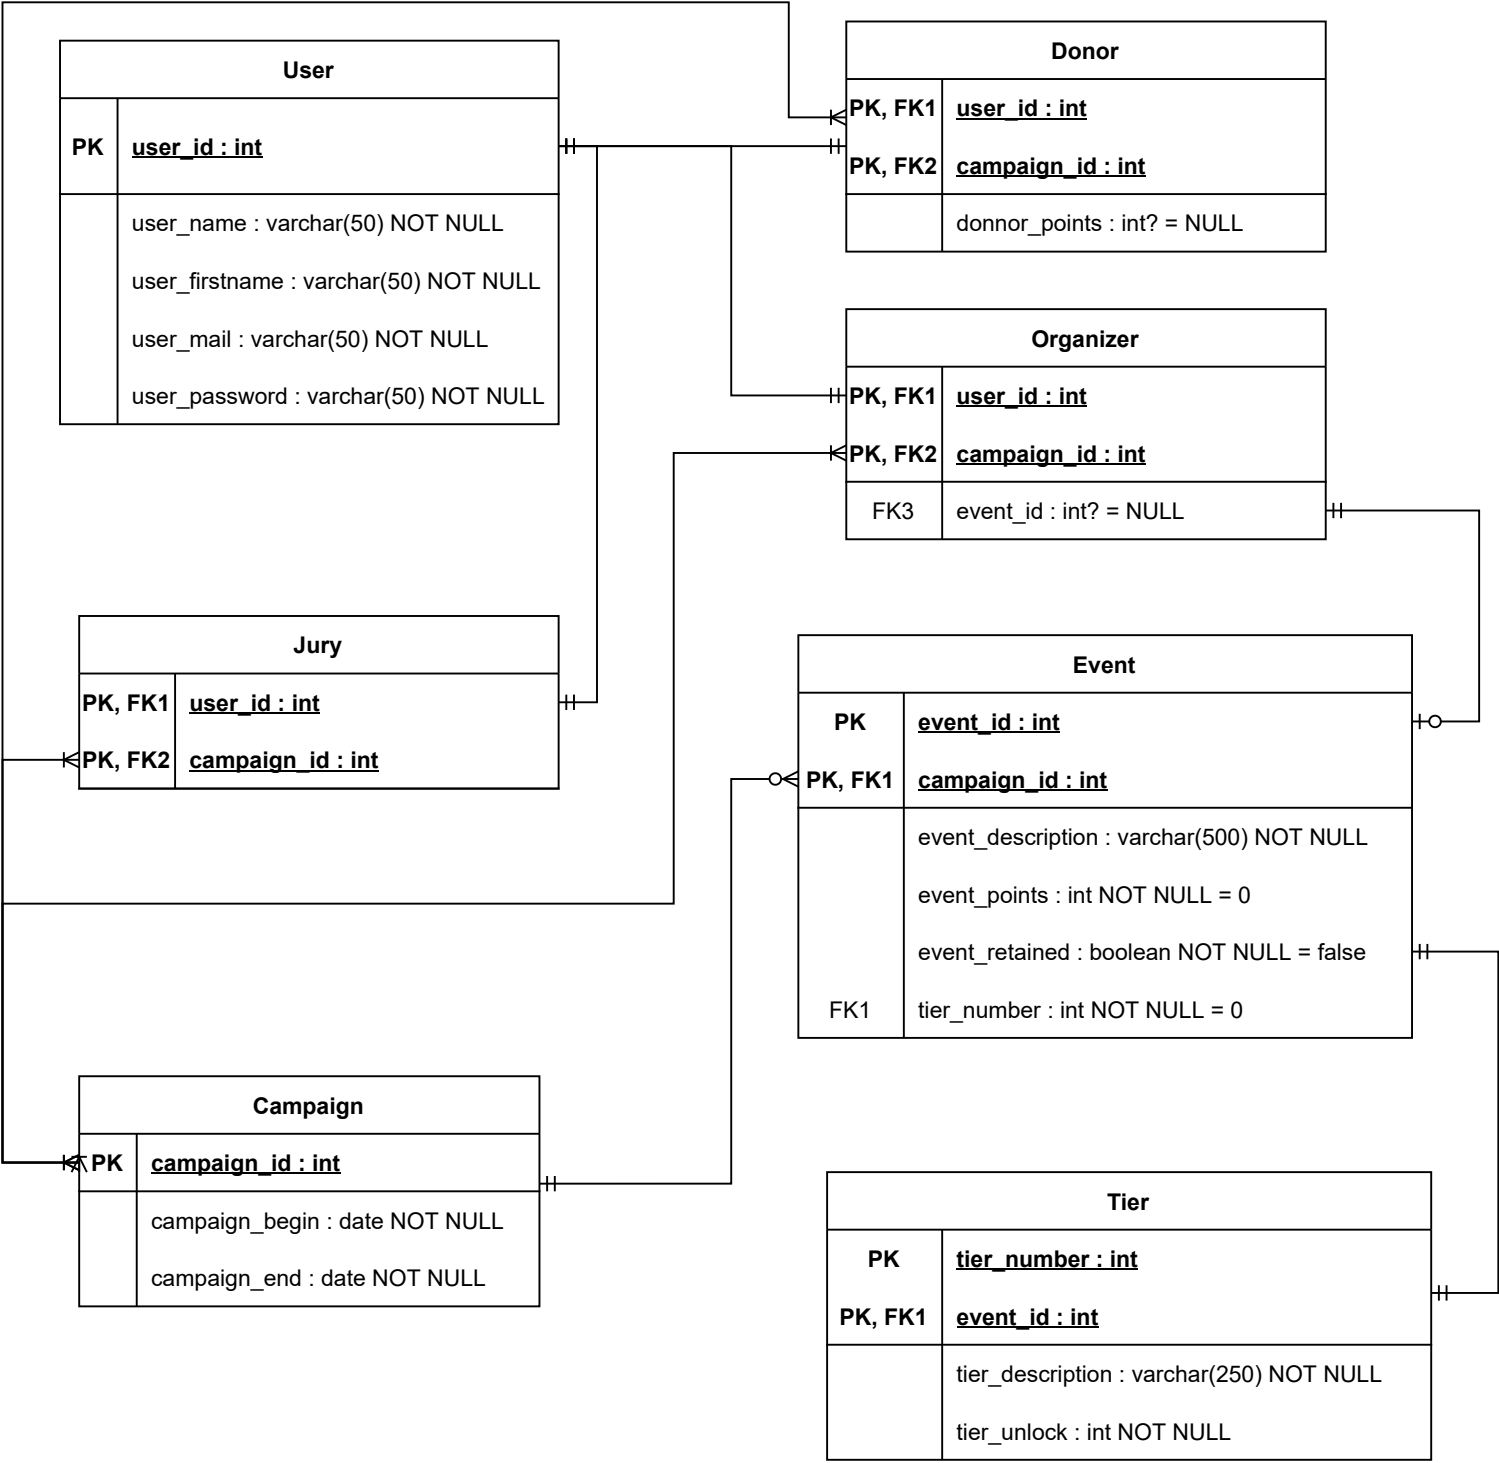 User
PK user_id : int
user_name : varchar(50) NOT NULL
user_firstname : varchar(50) NOT NULL
user_mail : varchar(50) NOT NULL
user_password : varchar(50) NOT NULL
Donor
PK, FK1 user_id : int
PK, FK2 campaign_id : int
donnor_points : int? = NULL
Organizer
PK, FK1 user_id : int
PK, FK2 campaign_id : int
FK3 event_id : int? = NULL
Jury
PK, FK1 user_id : int
PK, FK2 campaign_id : int
Event
PK event_id : int
PK, FK1 campaign_id : int
event_description : varchar(500) NOT NULL
event_points : int NOT NULL = 0
event_retained : boolean NOT NULL = false
FK1 tier_number : int NOT NULL = 0
Campaign
PK campaign_id : int
campaign_begin : date NOT NULL
campaign_end : date NOT NULL
Tier
PK tier_number : int
PK, FK1 event_id : int
tier_description : varchar(250) NOT NULL
tier_unlock : int NOT NULL